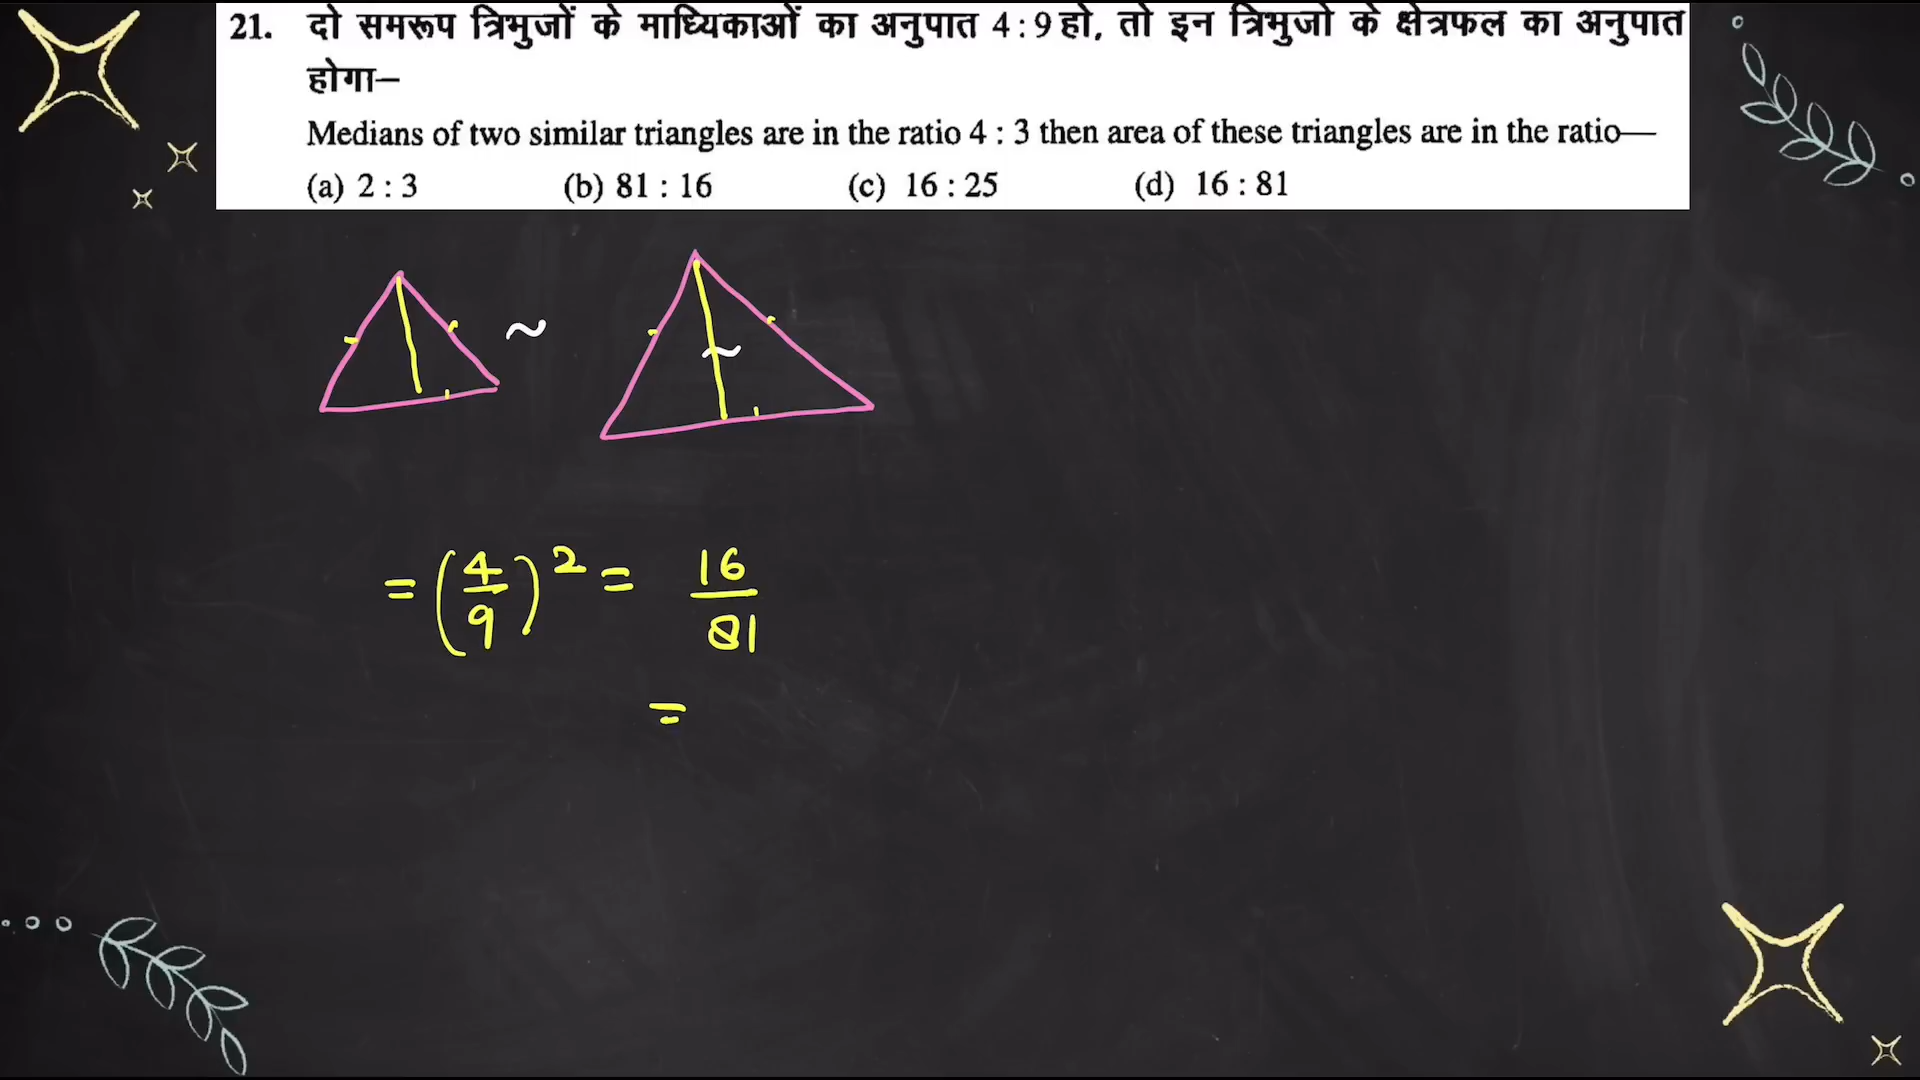 21. दो समरूप त्रिभुजों के माध्यिकाओं का अनुपात 4 : 9 हो, तो इन त्रिभुजो के क्षेत्रफल का अनुपात
होगा–
Medians of two similar triangles are in the ratio 4 : 3 then area of these triangles are in the ratio—
(a) 2 : 3 (b) 81 : 16 (c) 16 : 25 (d) 16 : 81
~
~
= (4/9)² = 16/81
=